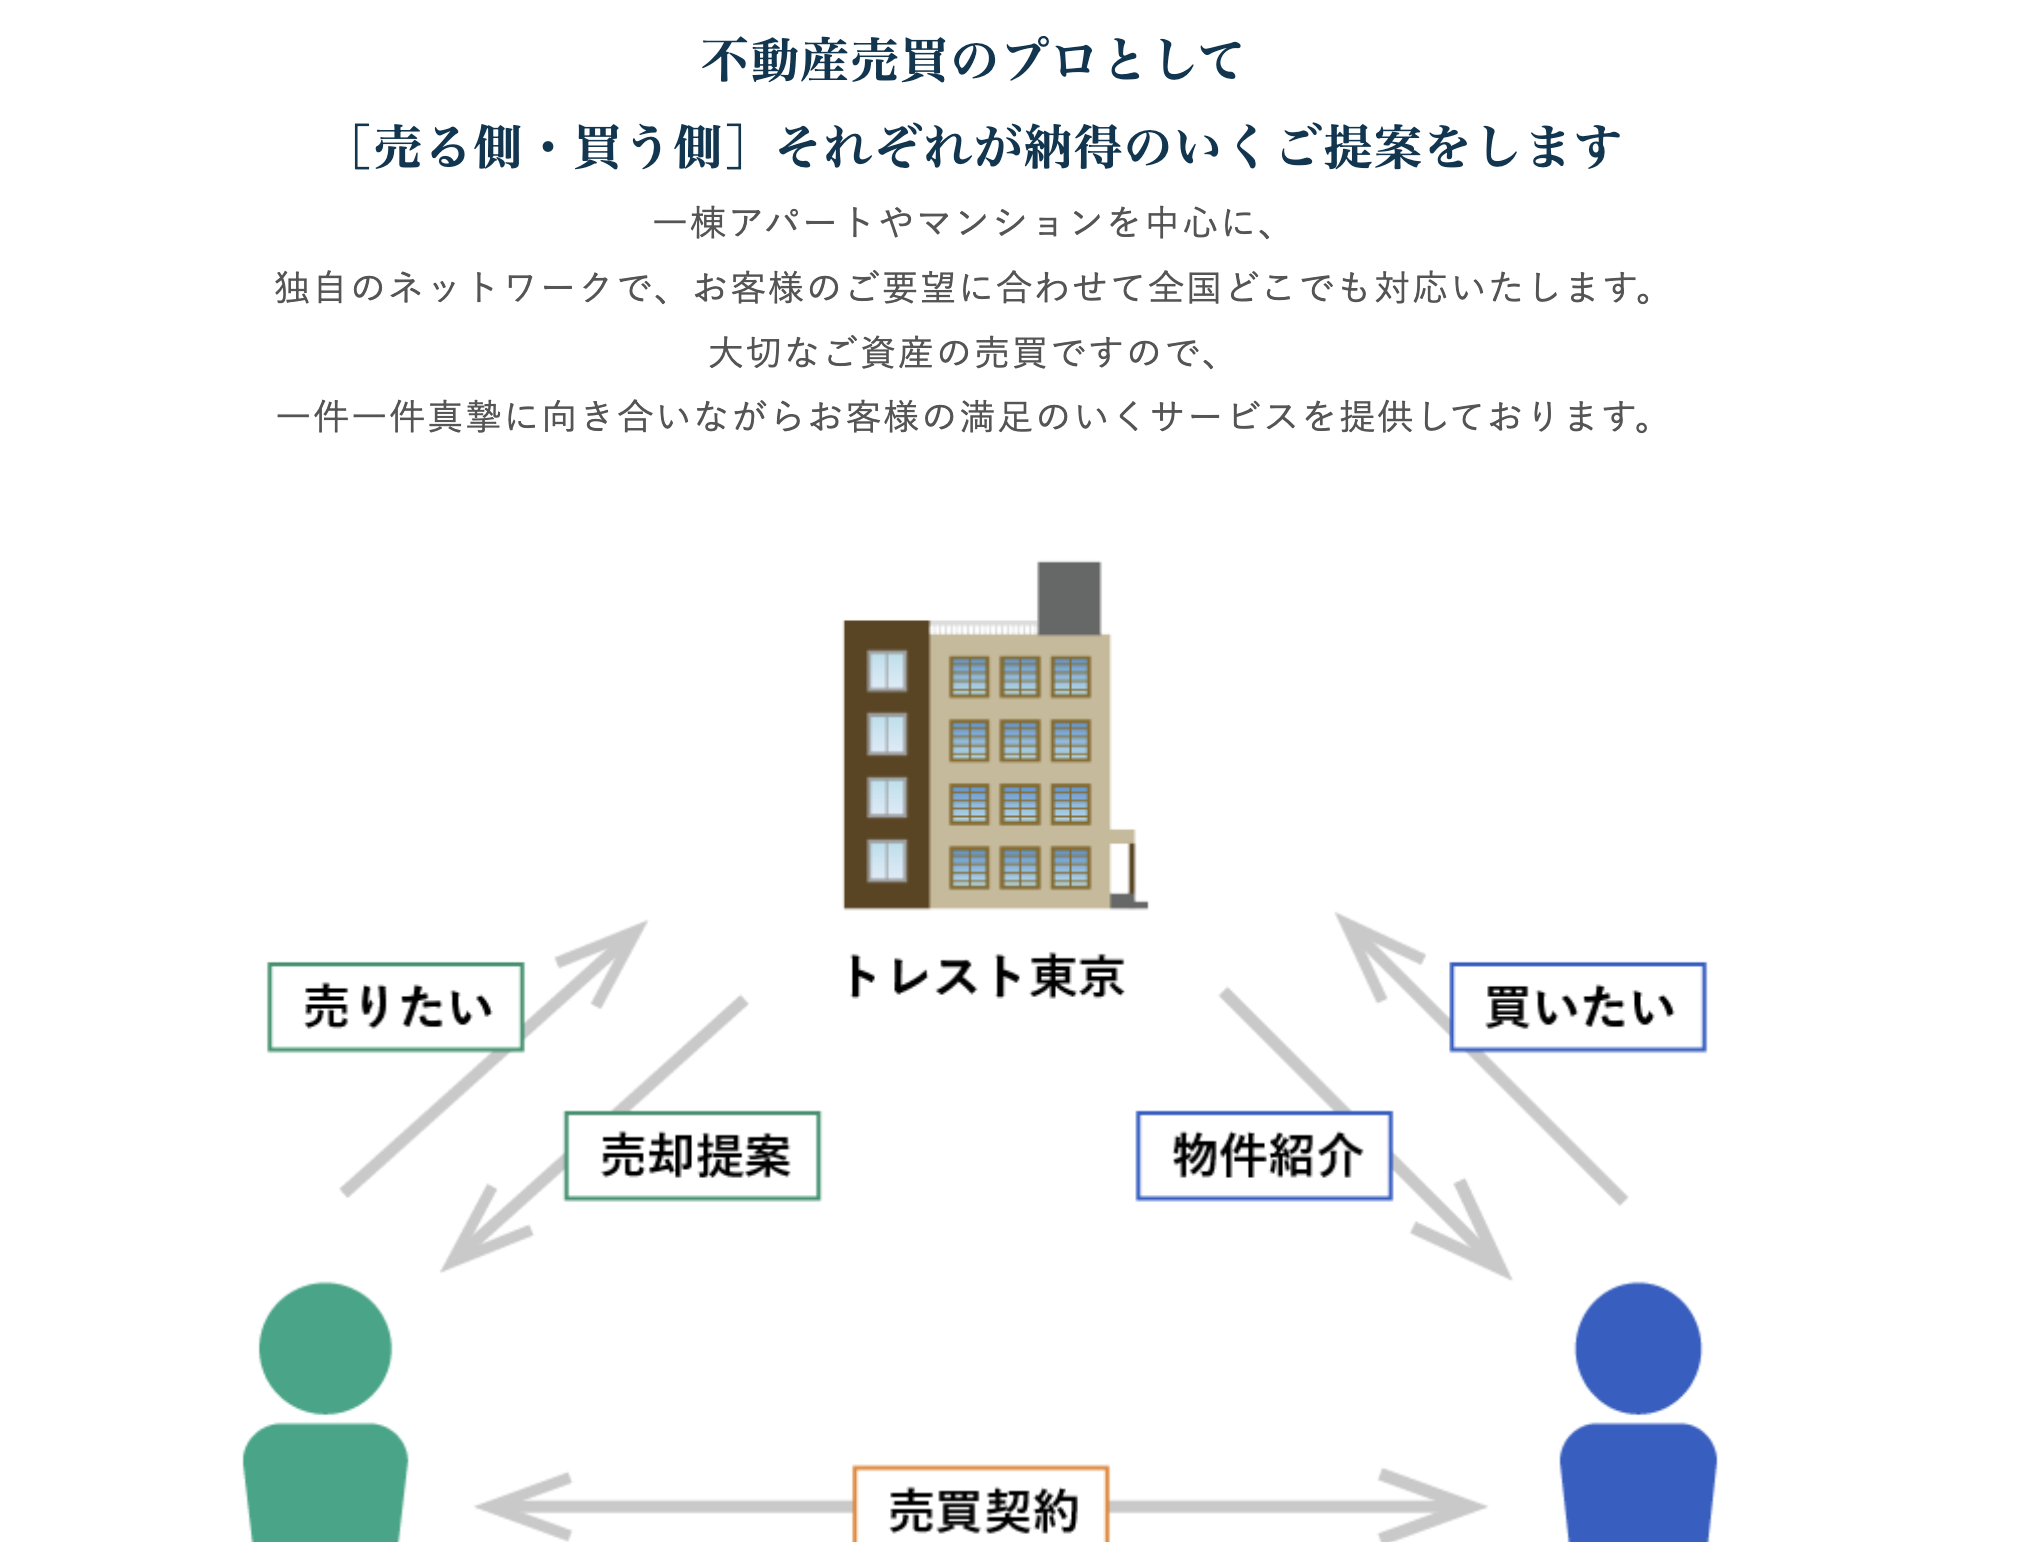 不動産売買のプロとして
［売る側・買う側］それぞれが納得のいくご提案をします
一棟アパートやマンションを中心に、
独自のネットワークで、お客様のご要望に合わせて全国どこでも対応いたします。
大切なご資産の売買ですので、
一件一件真摯に向き合いながらお客様の満足のいくサービスを提供しております。
トレスト東京
売りたい
買いたい
売却提案
物件紹介
売買契約